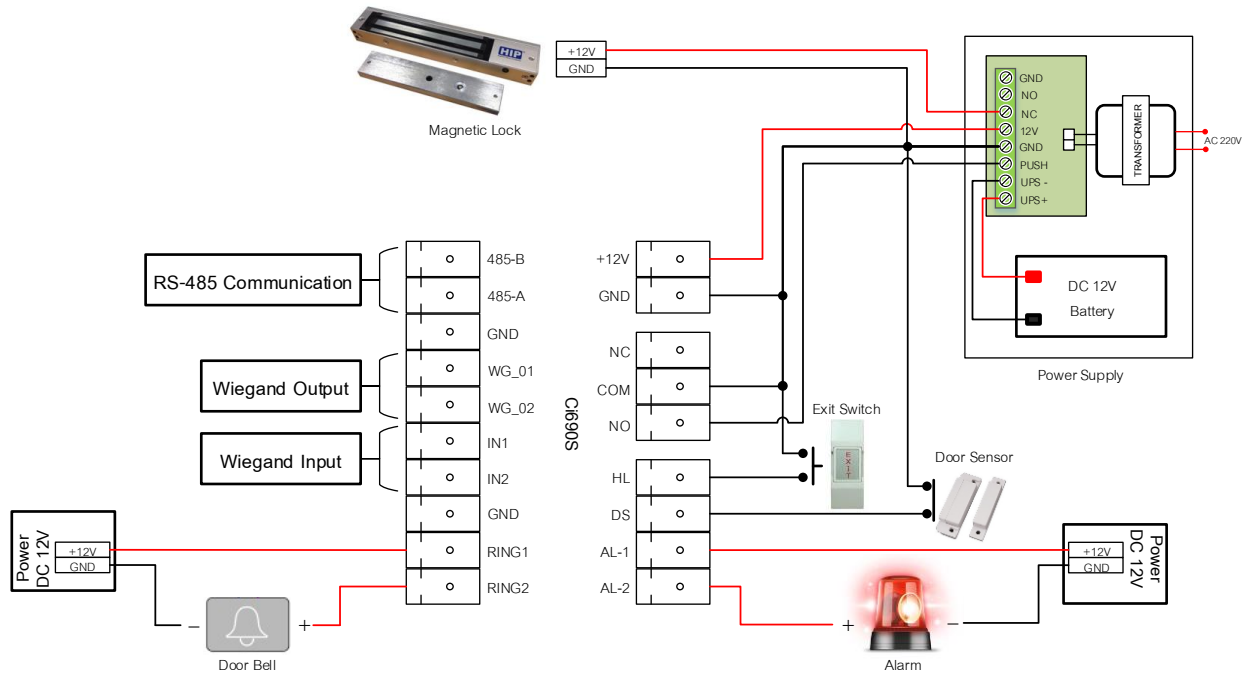 HIP
Magnetic Lock
+12V
GND
GND
NO
NC
12V
GND
PUSH
UPS -
UPS+
TRANSFORMER
AC 220V
DC 12V
Battery
Power Supply
RS-485 Communication
Wiegand Output
Wiegand Input
485-B
485-A
GND
WG_01
WG_02
IN1
IN2
GND
RING1
RING2
Ci690S
+12V
GND
NC
COM
NO
HL
DS
AL-1
AL-2
Exit Switch
EXIT
Door Sensor
Power
DC 12V
+12V
GND
–
+
Door Bell
+
–
Alarm
+12V
GND
Power
DC 12V